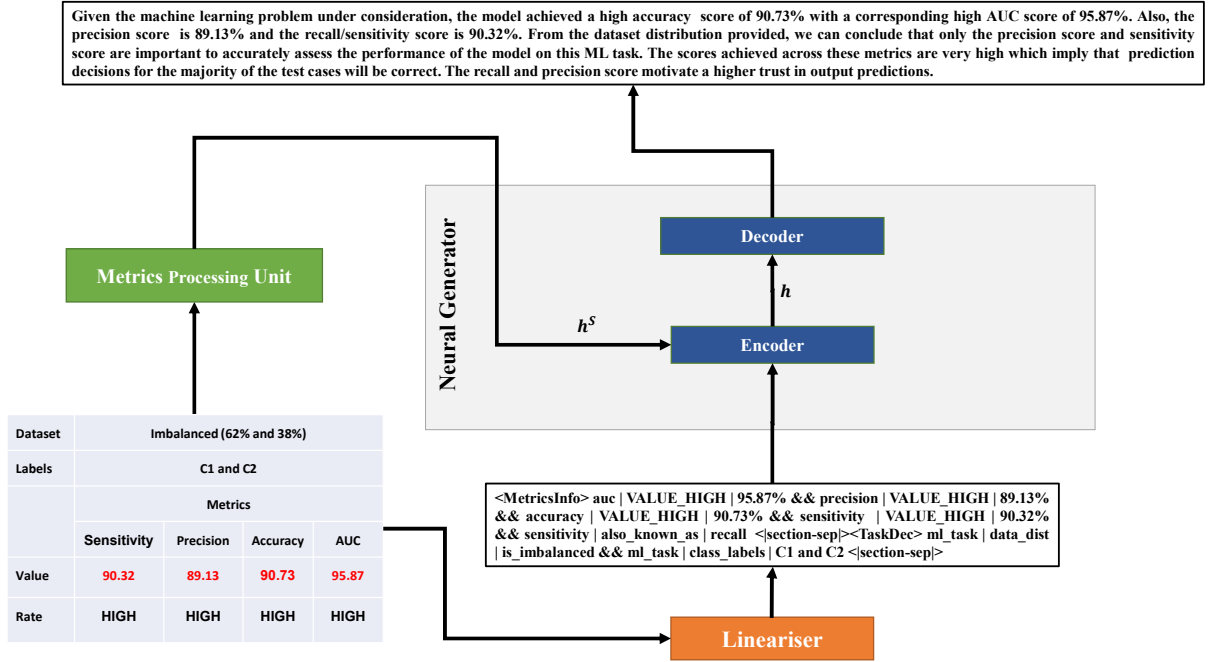 Given the machine learning problem under consideration, the model achieved a high accuracy score of 90.73% with a corresponding high AUC score of 95.87%. Also, the
precision score is 89.13% and the recall/sensitivity score is 90.32%. From the dataset distribution provided, we can conclude that only the precision score and sensitivity
score are important to accurately assess the performance of the model on this ML task. The scores achieved across these metrics are very high which imply that prediction
decisions for the majority of the test cases will be correct. The recall and precision score motivate a higher trust in output predictions.
Neural Generator
Decoder
Metrics Processing Unit
h
h^S
Encoder
Dataset Imbalanced (62% and 38%)
Labels C1 and C2
Metrics
Sensitivity Precision Accuracy AUC
Value 90.32 89.13 90.73 95.87
Rate HIGH HIGH HIGH HIGH
<MetricsInfo> auc | VALUE_HIGH | 95.87% && precision | VALUE_HIGH | 89.13%
&& accuracy | VALUE_HIGH | 90.73% && sensitivity | VALUE_HIGH | 90.32%
&& sensitivity | also_known_as | recall <|section-sep|><TaskDec> ml_task | data_dist
| is_imbalanced && ml_task | class_labels | C1 and C2 <|section-sep|>
Lineariser